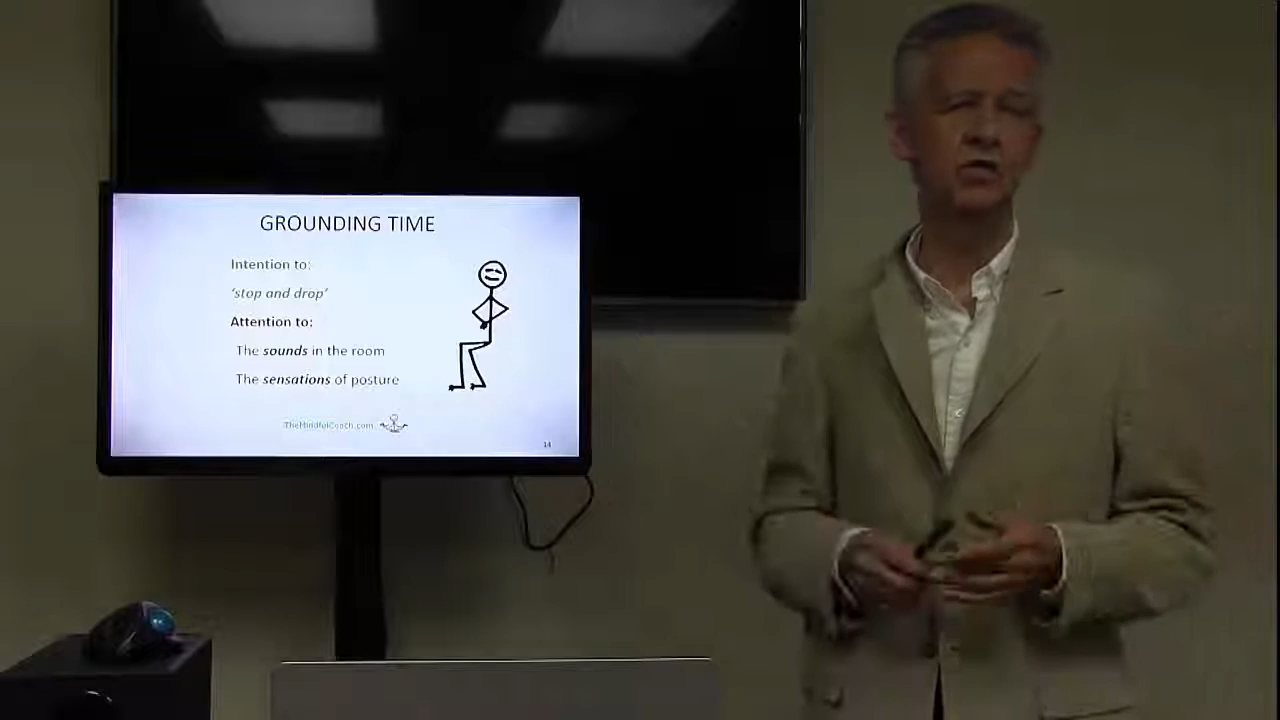 GROUNDING TIME
Intention to:
‘stop and drop’
Attention to:
The sounds in the room
The sensations of posture
TheMindfulCoach.com
14